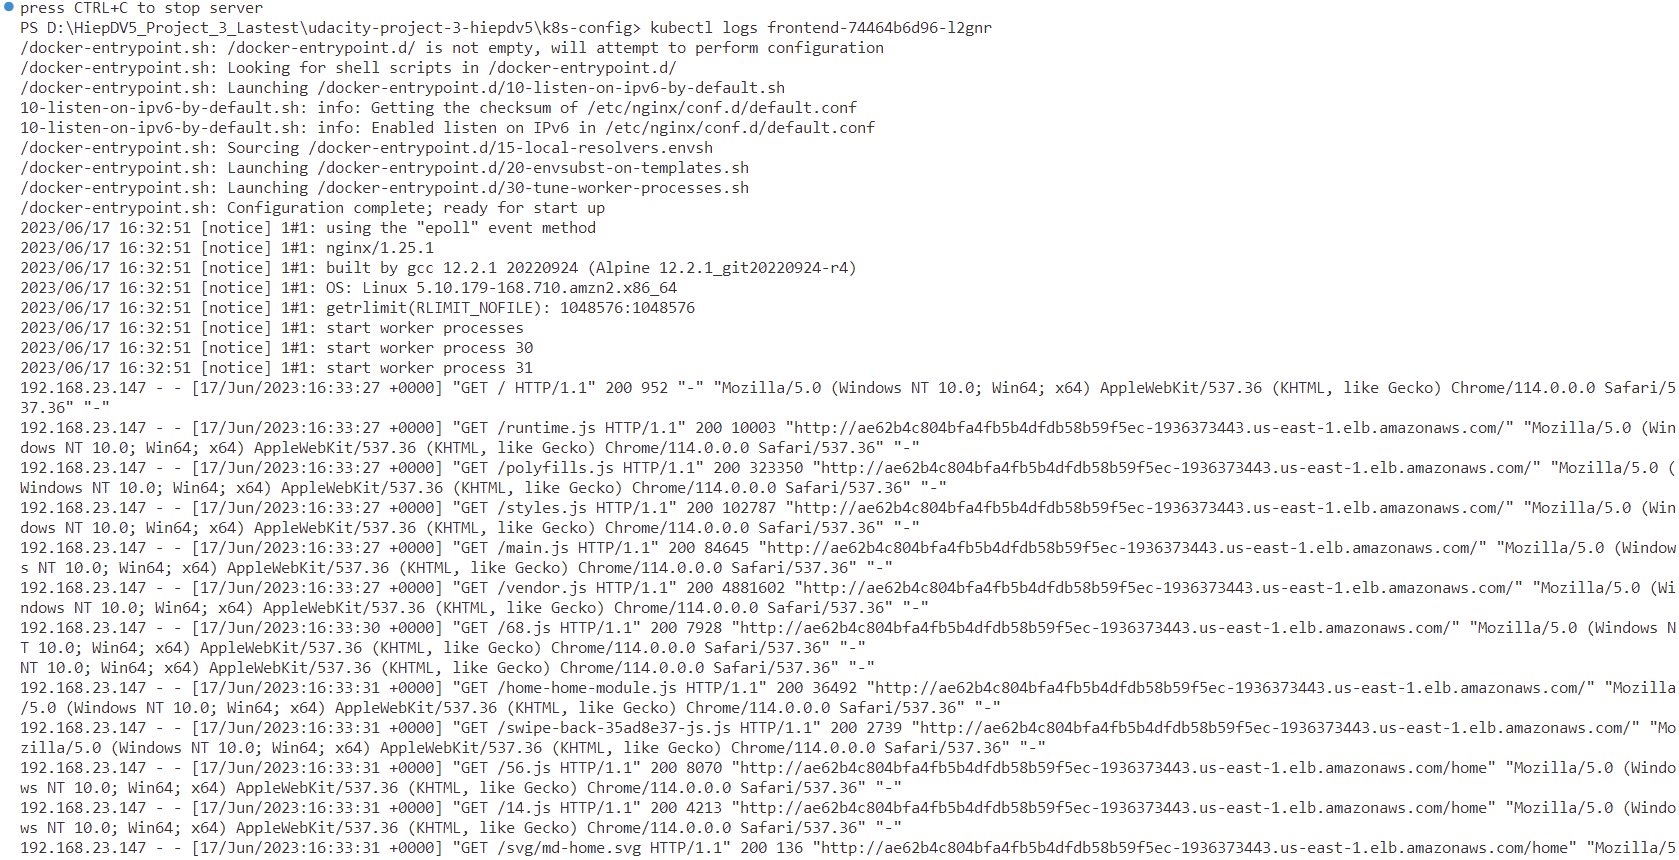 press CTRL+C to stop server
PS D:\HiepDV5_Project_3_Lastest\udacity-project-3-hiepdv5\k8s-config> kubectl logs frontend-74464b6d96-l2gnr
/docker-entrypoint.sh: /docker-entrypoint.d/ is not empty, will attempt to perform configuration
/docker-entrypoint.sh: Looking for shell scripts in /docker-entrypoint.d/
/docker-entrypoint.sh: Launching /docker-entrypoint.d/10-listen-on-ipv6-by-default.sh
10-listen-on-ipv6-by-default.sh: info: Getting the checksum of /etc/nginx/conf.d/default.conf
10-listen-on-ipv6-by-default.sh: info: Enabled listen on IPv6 in /etc/nginx/conf.d/default.conf
/docker-entrypoint.sh: Sourcing /docker-entrypoint.d/15-local-resolvers.envsh
/docker-entrypoint.sh: Launching /docker-entrypoint.d/20-envsubst-on-templates.sh
/docker-entrypoint.sh: Launching /docker-entrypoint.d/30-tune-worker-processes.sh
/docker-entrypoint.sh: Configuration complete; ready for start up
2023/06/17 16:32:51 [notice] 1#1: using the "epoll" event method
2023/06/17 16:32:51 [notice] 1#1: nginx/1.25.1
2023/06/17 16:32:51 [notice] 1#1: built by gcc 12.2.1 20220924 (Alpine 12.2.1_git20220924-r4)
2023/06/17 16:32:51 [notice] 1#1: OS: Linux 5.10.179-168.710.amzn2.x86_64
2023/06/17 16:32:51 [notice] 1#1: getrlimit(RLIMIT_NOFILE): 1048576:1048576
2023/06/17 16:32:51 [notice] 1#1: start worker processes
2023/06/17 16:32:51 [notice] 1#1: start worker process 30
2023/06/17 16:32:51 [notice] 1#1: start worker process 31
192.168.23.147 - - [17/Jun/2023:16:33:27 +0000] "GET / HTTP/1.1" 200 952 "-" "Mozilla/5.0 (Windows NT 10.0; Win64; x64) AppleWebKit/537.36 (KHTML, like Gecko) Chrome/114.0.0.0 Safari/5
37.36" "-"
192.168.23.147 - - [17/Jun/2023:16:33:27 +0000] "GET /runtime.js HTTP/1.1" 200 10003 "http://ae62b4c804bfa4fb5b4dfdb58b59f5ec-1936373443.us-east-1.elb.amazonaws.com/" "Mozilla/5.0 (Win
dows NT 10.0; Win64; x64) AppleWebKit/537.36 (KHTML, like Gecko) Chrome/114.0.0.0 Safari/537.36" "-"
192.168.23.147 - - [17/Jun/2023:16:33:27 +0000] "GET /polyfills.js HTTP/1.1" 200 323350 "http://ae62b4c804bfa4fb5b4dfdb58b59f5ec-1936373443.us-east-1.elb.amazonaws.com/" "Mozilla/5.0 (
Windows NT 10.0; Win64; x64) AppleWebKit/537.36 (KHTML, like Gecko) Chrome/114.0.0.0 Safari/537.36" "-"
192.168.23.147 - - [17/Jun/2023:16:33:27 +0000] "GET /styles.js HTTP/1.1" 200 102787 "http://ae62b4c804bfa4fb5b4dfdb58b59f5ec-1936373443.us-east-1.elb.amazonaws.com/" "Mozilla/5.0 (Win
dows NT 10.0; Win64; x64) AppleWebKit/537.36 (KHTML, like Gecko) Chrome/114.0.0.0 Safari/537.36" "-"
192.168.23.147 - - [17/Jun/2023:16:33:27 +0000] "GET /main.js HTTP/1.1" 200 84645 "http://ae62b4c804bfa4fb5b4dfdb58b59f5ec-1936373443.us-east-1.elb.amazonaws.com/" "Mozilla/5.0 (Window
s NT 10.0; Win64; x64) AppleWebKit/537.36 (KHTML, like Gecko) Chrome/114.0.0.0 Safari/537.36" "-"
192.168.23.147 - - [17/Jun/2023:16:33:27 +0000] "GET /vendor.js HTTP/1.1" 200 4881602 "http://ae62b4c804bfa4fb5b4dfdb58b59f5ec-1936373443.us-east-1.elb.amazonaws.com/" "Mozilla/5.0 (Wi
ndows NT 10.0; Win64; x64) AppleWebKit/537.36 (KHTML, like Gecko) Chrome/114.0.0.0 Safari/537.36" "-"
192.168.23.147 - - [17/Jun/2023:16:33:30 +0000] "GET /68.js HTTP/1.1" 200 7928 "http://ae62b4c804bfa4fb5b4dfdb58b59f5ec-1936373443.us-east-1.elb.amazonaws.com/" "Mozilla/5.0 (Windows N
T 10.0; Win64; x64) AppleWebKit/537.36 (KHTML, like Gecko) Chrome/114.0.0.0 Safari/537.36" "-"
NT 10.0; Win64; x64) AppleWebKit/537.36 (KHTML, like Gecko) Chrome/114.0.0.0 Safari/537.36" "-"
192.168.23.147 - - [17/Jun/2023:16:33:31 +0000] "GET /home-home-module.js HTTP/1.1" 200 36492 "http://ae62b4c804bfa4fb5b4dfdb58b59f5ec-1936373443.us-east-1.elb.amazonaws.com/" "Mozilla
/5.0 (Windows NT 10.0; Win64; x64) AppleWebKit/537.36 (KHTML, like Gecko) Chrome/114.0.0.0 Safari/537.36" "-"
192.168.23.147 - - [17/Jun/2023:16:33:31 +0000] "GET /swipe-back-35ad8e37-js.js HTTP/1.1" 200 2739 "http://ae62b4c804bfa4fb5b4dfdb58b59f5ec-1936373443.us-east-1.elb.amazonaws.com/" "Mo
zilla/5.0 (Windows NT 10.0; Win64; x64) AppleWebKit/537.36 (KHTML, like Gecko) Chrome/114.0.0.0 Safari/537.36" "-"
192.168.23.147 - - [17/Jun/2023:16:33:31 +0000] "GET /56.js HTTP/1.1" 200 8070 "http://ae62b4c804bfa4fb5b4dfdb58b59f5ec-1936373443.us-east-1.elb.amazonaws.com/home" "Mozilla/5.0 (Windo
ws NT 10.0; Win64; x64) AppleWebKit/537.36 (KHTML, like Gecko) Chrome/114.0.0.0 Safari/537.36" "-"
192.168.23.147 - - [17/Jun/2023:16:33:31 +0000] "GET /14.js HTTP/1.1" 200 4213 "http://ae62b4c804bfa4fb5b4dfdb58b59f5ec-1936373443.us-east-1.elb.amazonaws.com/home" "Mozilla/5.0 (Windo
ws NT 10.0; Win64; x64) AppleWebKit/537.36 (KHTML, like Gecko) Chrome/114.0.0.0 Safari/537.36" "-"
192.168.23.147 - - [17/Jun/2023:16:33:31 +0000] "GET /svg/md-home.svg HTTP/1.1" 200 136 "http://ae62b4c804bfa4fb5b4dfdb58b59f5ec-1936373443.us-east-1.elb.amazonaws.com/home" "Mozilla/5